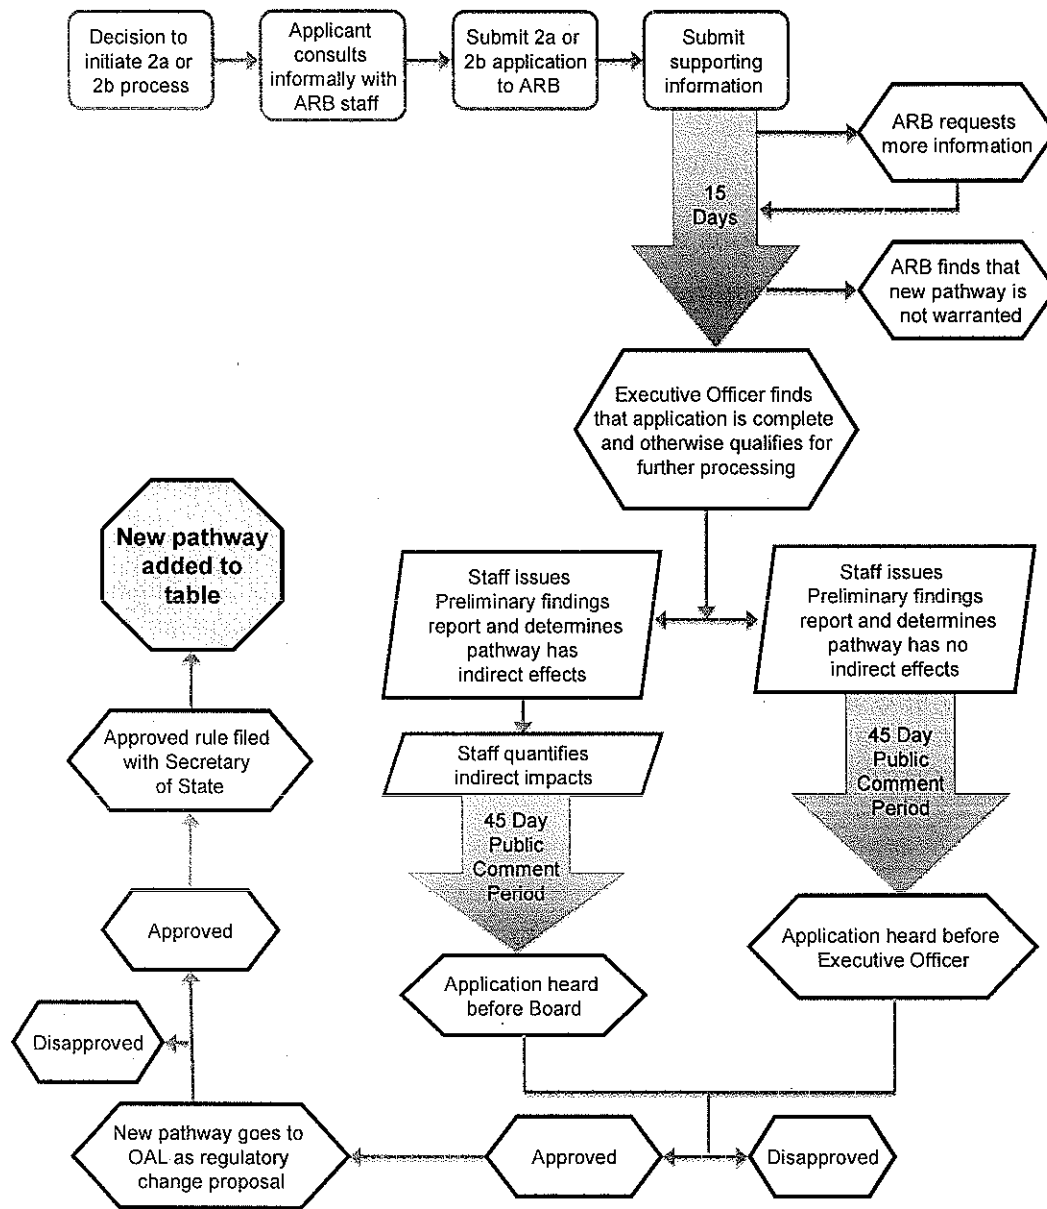 Decision to
initiate 2a or
2b process
Applicant
consults
informally with
ARB staff
Submit 2a or
2b application
to ARB
Submit
supporting
information
ARB requests
more information
15
Days
ARB finds that
new pathway is
not warranted
Executive Officer finds
that application is complete
and otherwise qualifies for
further processing
New pathway
added to
table
Staff issues
Preliminary findings
report and determines
pathway has
indirect effects
Staff issues
Preliminary findings
report and determines
pathway has no
indirect effects
Approved rule filed
with Secretary
of State
Staff quantifies
indirect impacts
45 Day
Public
Comment
Period
45 Day
Public
Comment
Period
Approved
Application heard
before Board
Application heard before
Executive Officer
Disapproved
New pathway goes to
OAL as regulatory
change proposal
Approved
Disapproved